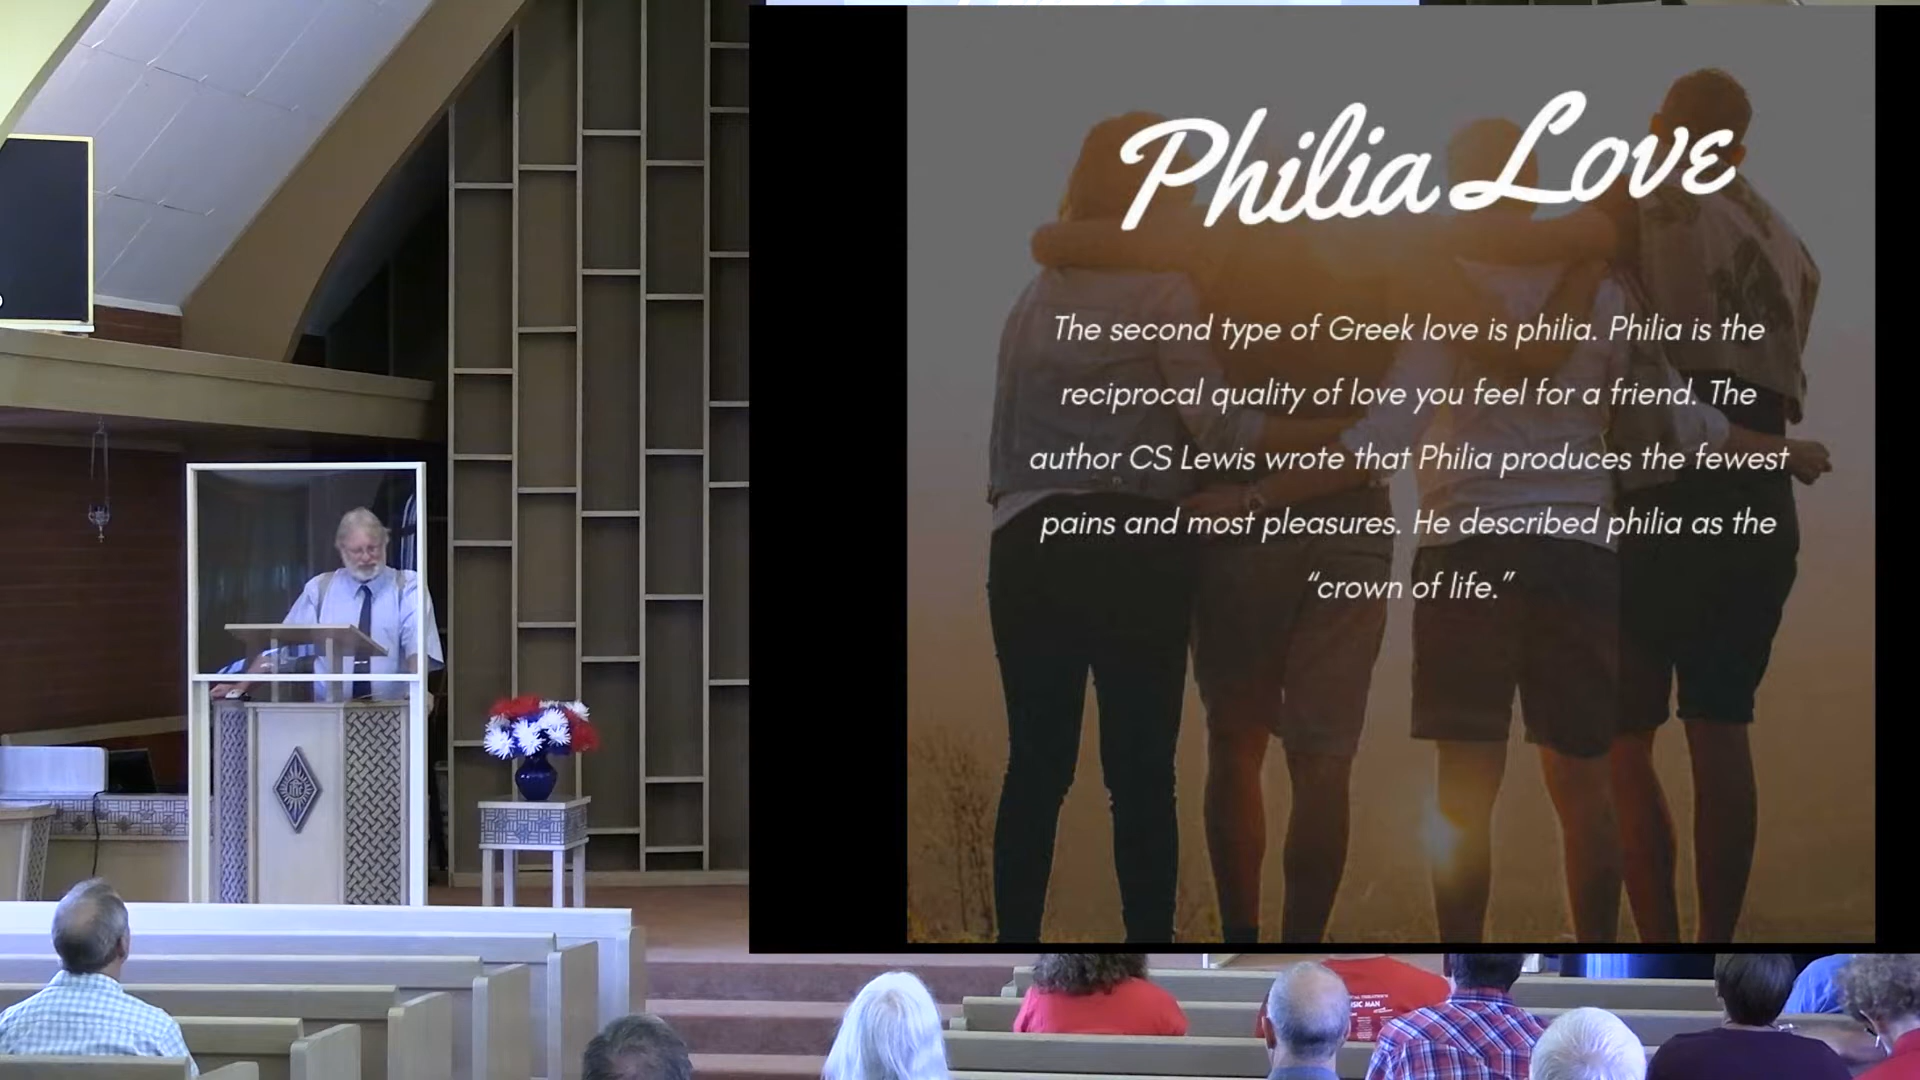 Philia Love
The second type of Greek love is philia. Philia is the
reciprocal quality of love you feel for a friend. The
author CS Lewis wrote that Philia produces the fewest
pains and most pleasures. He described philia as the
“crown of life.”
MAN